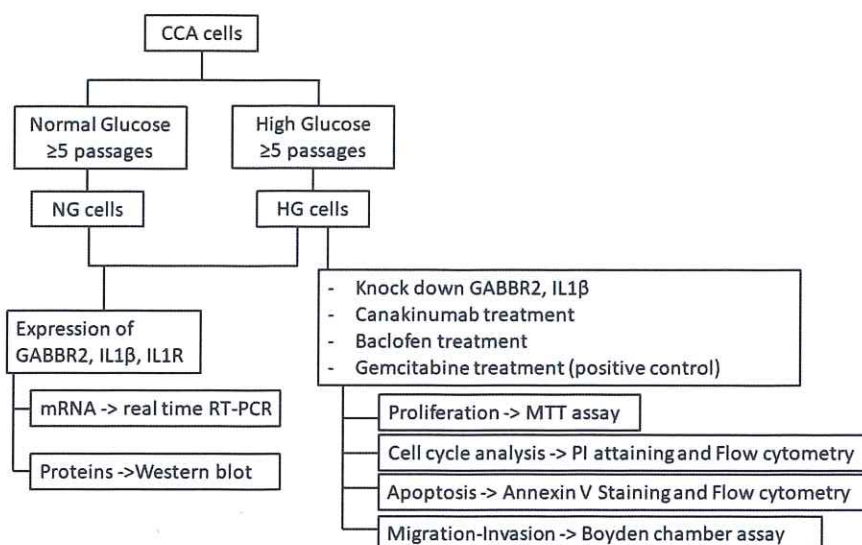 CCA cells
Normal Glucose
≥5 passages
High Glucose
≥5 passages
NG cells
HG cells
Expression of
GABBR2, IL1β, IL1R
mRNA -> real time RT-PCR
Proteins ->Western blot
- Knock down GABBR2, IL1β
- Canakinumab treatment
- Baclofen treatment
- Gemcitabine treatment (positive control)
Proliferation -> MTT assay
Cell cycle analysis -> PI attaining and Flow cytometry
Apoptosis -> Annexin V Staining and Flow cytometry
Migration-Invasion -> Boyden chamber assay